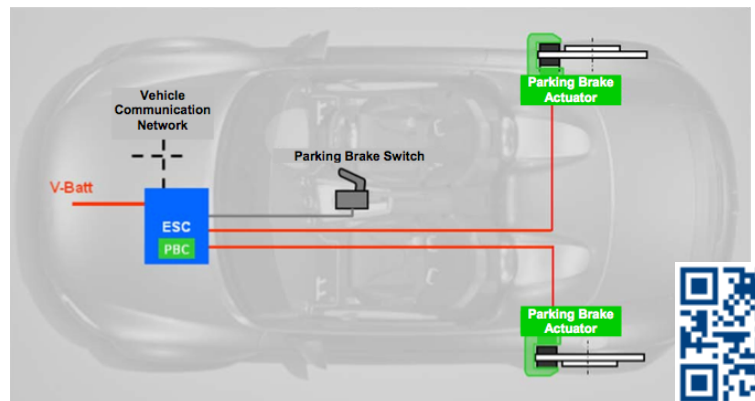 Parking Brake
Actuator
Vehicle
Communication
Network
Parking Brake Switch
V-Batt
ESC
PBC
Parking Brake
Actuator